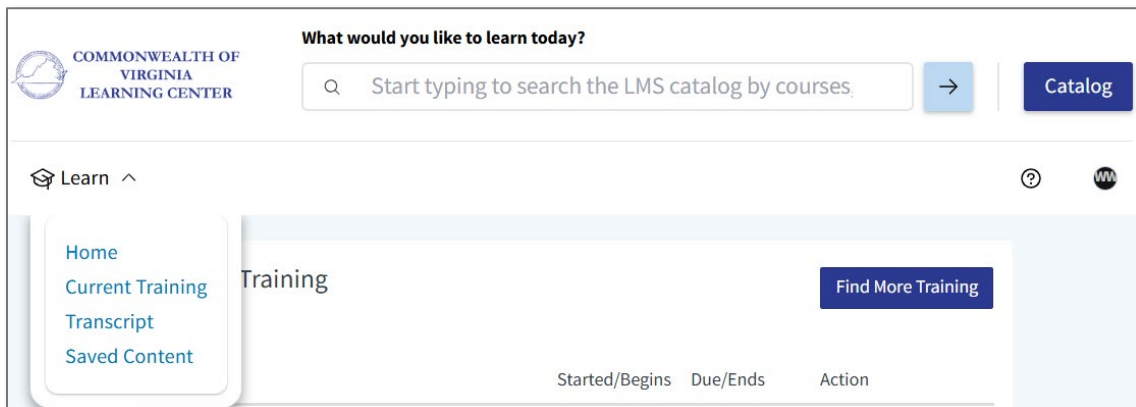 What would you like to learn today?
COMMONWEALTH OF
VIRGINIA
LEARNING CENTER
Start typing to search the LMS catalog by courses,
Catalog
Learn
Home
Current Training
Transcript
Saved Content
Training
Find More Training
Started/Begins Due/Ends Action